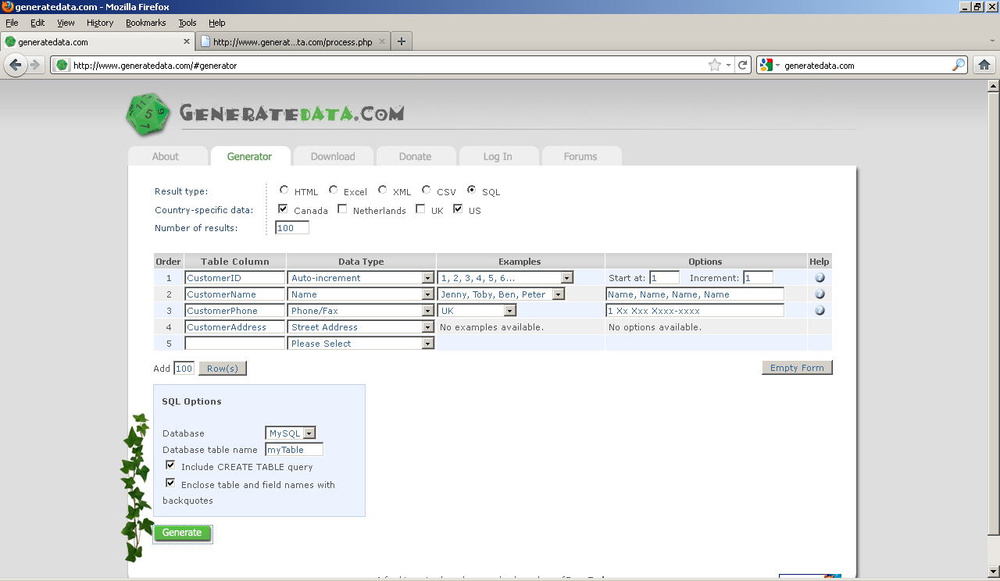 generatedata.com - Mozilla Firefox
File Edit View History Bookmarks Tools Help
generatedata.com http://www.generat...ta.com/process.php
http://www.generatedata.com/#generator generatedata.com
11 9 5 7
GENERATEDATA.COM
About Generator Download Donate Log In Forums
Result type: HTML Excel XML CSV SQL
Country-specific data: Canada Netherlands UK US
Number of results: 100
Order Table Column Data Type Examples Options Help
1 CustomerID Auto-increment 1, 2, 3, 4, 5, 6... Start at: 1 Increment: 1 ?
2 CustomerName Name Jenny, Toby, Ben, Peter Name, Name, Name, Name ?
3 CustomerPhone Phone/Fax UK 1 Xx Xxx Xxxx-xxxx ?
4 CustomerAddress Street Address No examples available. No options available.
5 Please Select
Add 100 Row(s) Empty Form
SQL Options
Database MySQL
Database table name myTable
Include CREATE TABLE query
Enclose table and field names with
backquotes
Generate